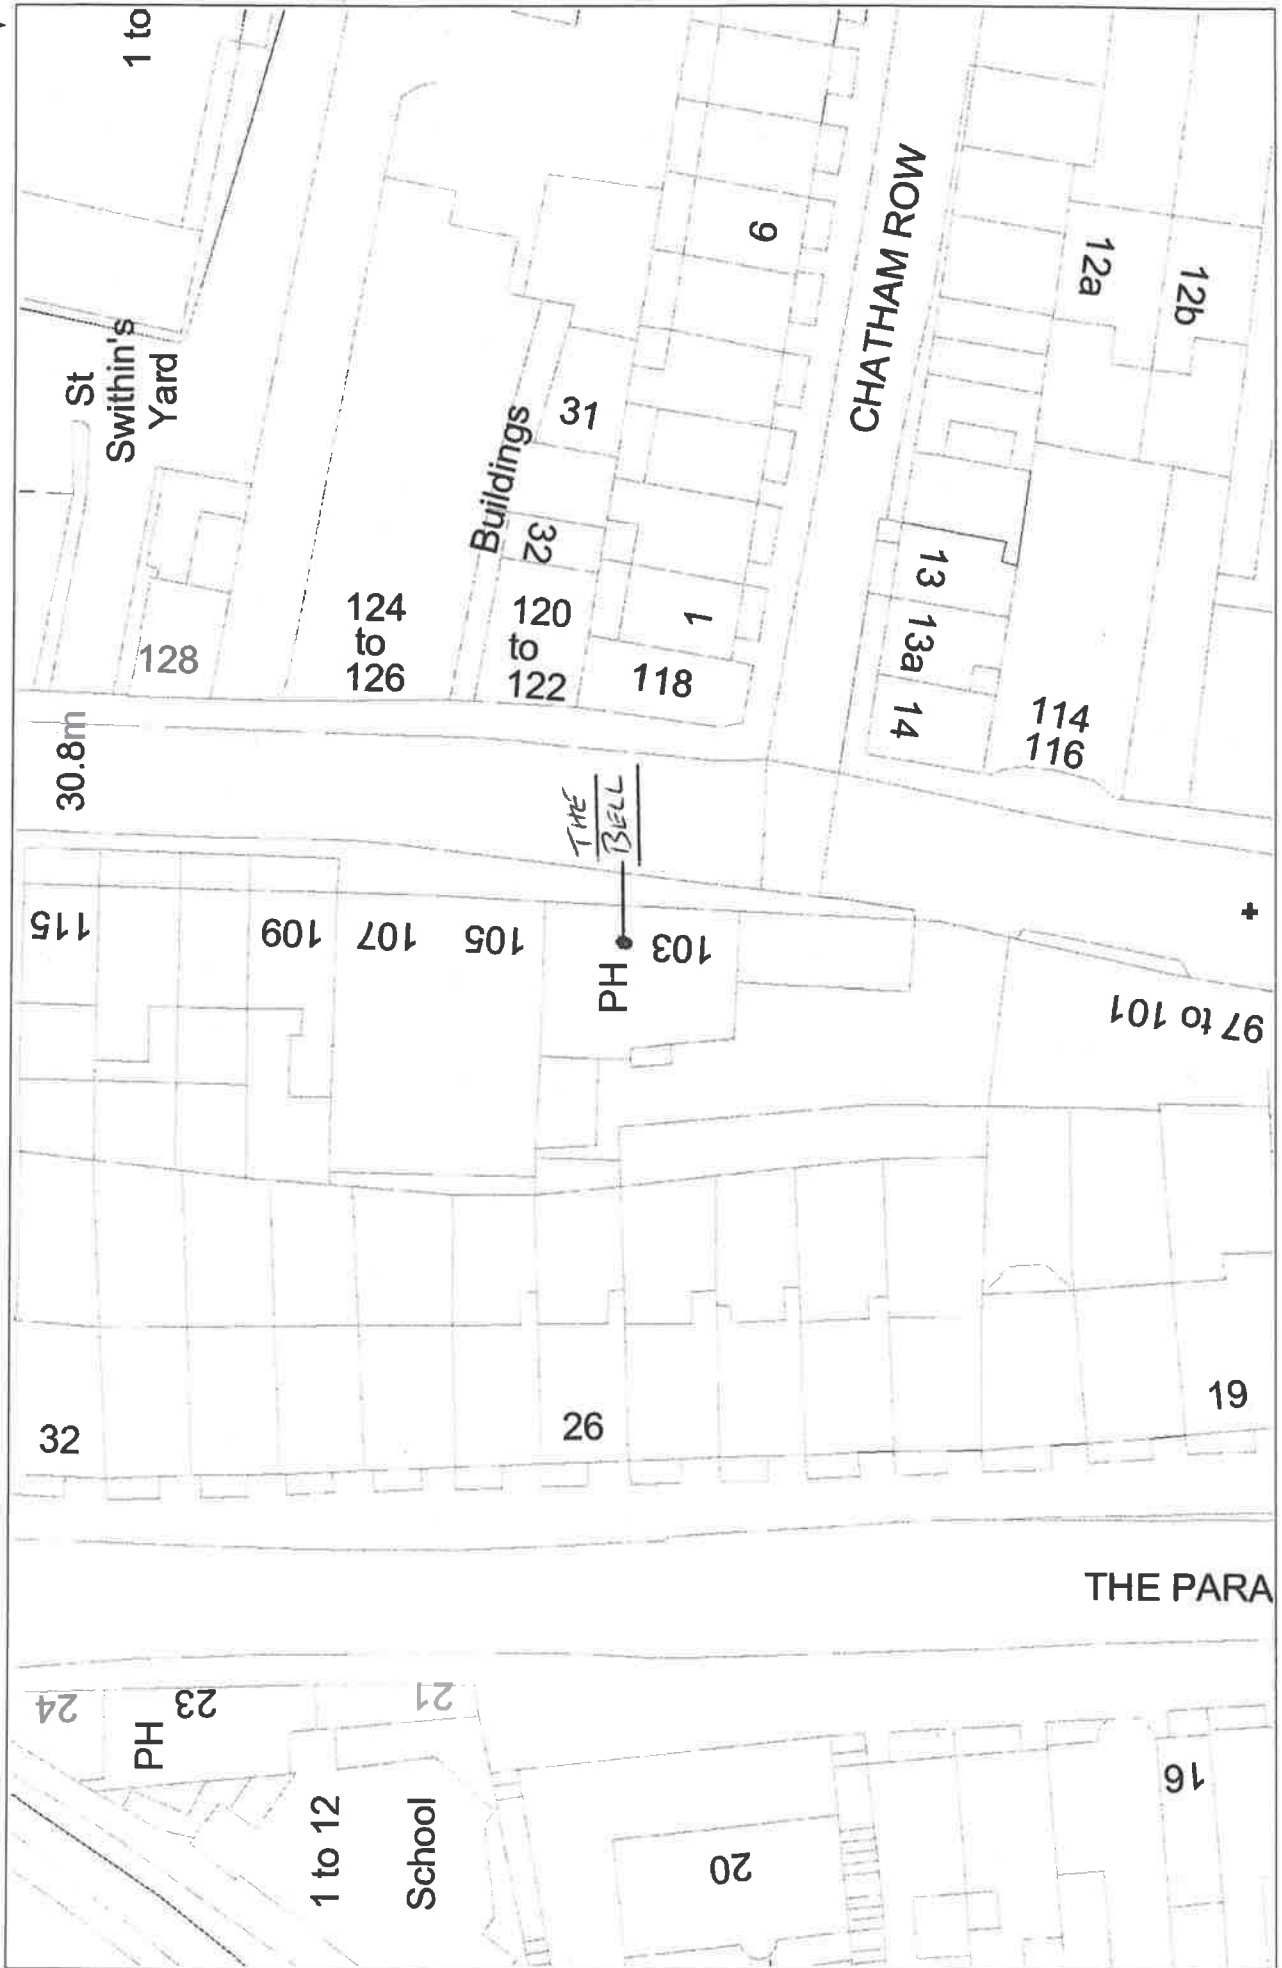 1 to
St
Swithin's
Yard
9
CHATHAM ROW
12a
12b
31
Buildings
32
13
13a
14
124
to
126
120
to
122
1
128
118
114
116
30.8m
THE
BELL
115
109
107
105
PH
103
97 to 101
32
26
19
THE PARA
24
PH
23
21
1 to 12
School
20
16